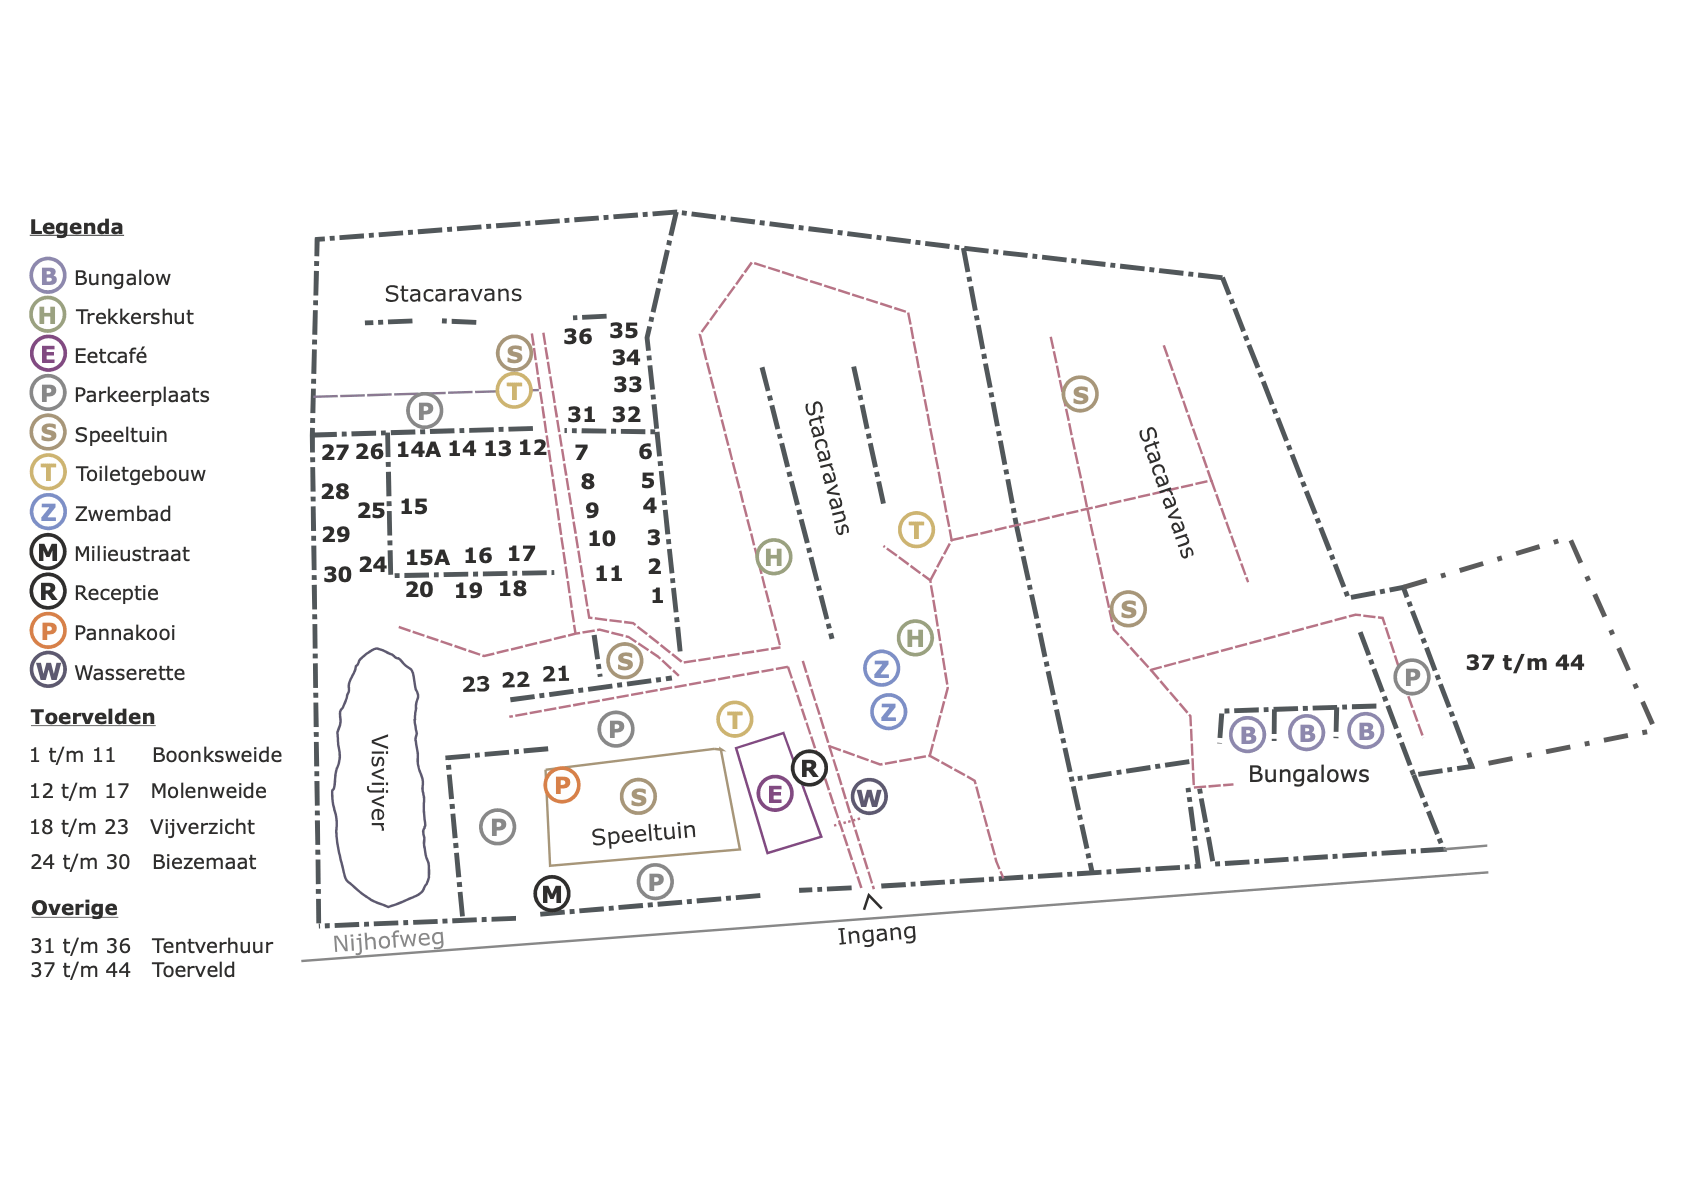 Legenda
B Bungalow
H Trekkershut
E Eetcafé
P Parkeerplaats
S Speeltuin
T Toiletgebouw
Z Zwembad
M Milieustraat
R Receptie
P Pannakooi
W Wasserette
Toervelden
1 t/m 11 Boonksweide
12 t/m 17 Molenweide
18 t/m 23 Vijverzicht
24 t/m 30 Biezemaat
Overige
31 t/m 36 Tentverhuur
37 t/m 44 Toerveld
Stacaravans
36 35
34
33
31 32
S
T
P
27 26 14A 14 13 12
28
25 15
29
24 15A 16 17
30
20 19 18
7 6
8 5
9 4
10 3
11 2
1
23 22 21
S
Visvijver
P
T
P
S
Speeltuin
P
P
M
E
R
W
Stacaravans
H
T
H
Z
Z
Stacaravans
S
S
P
37 t/m 44
B B B
Bungalows
Nijhofweg
Ingang